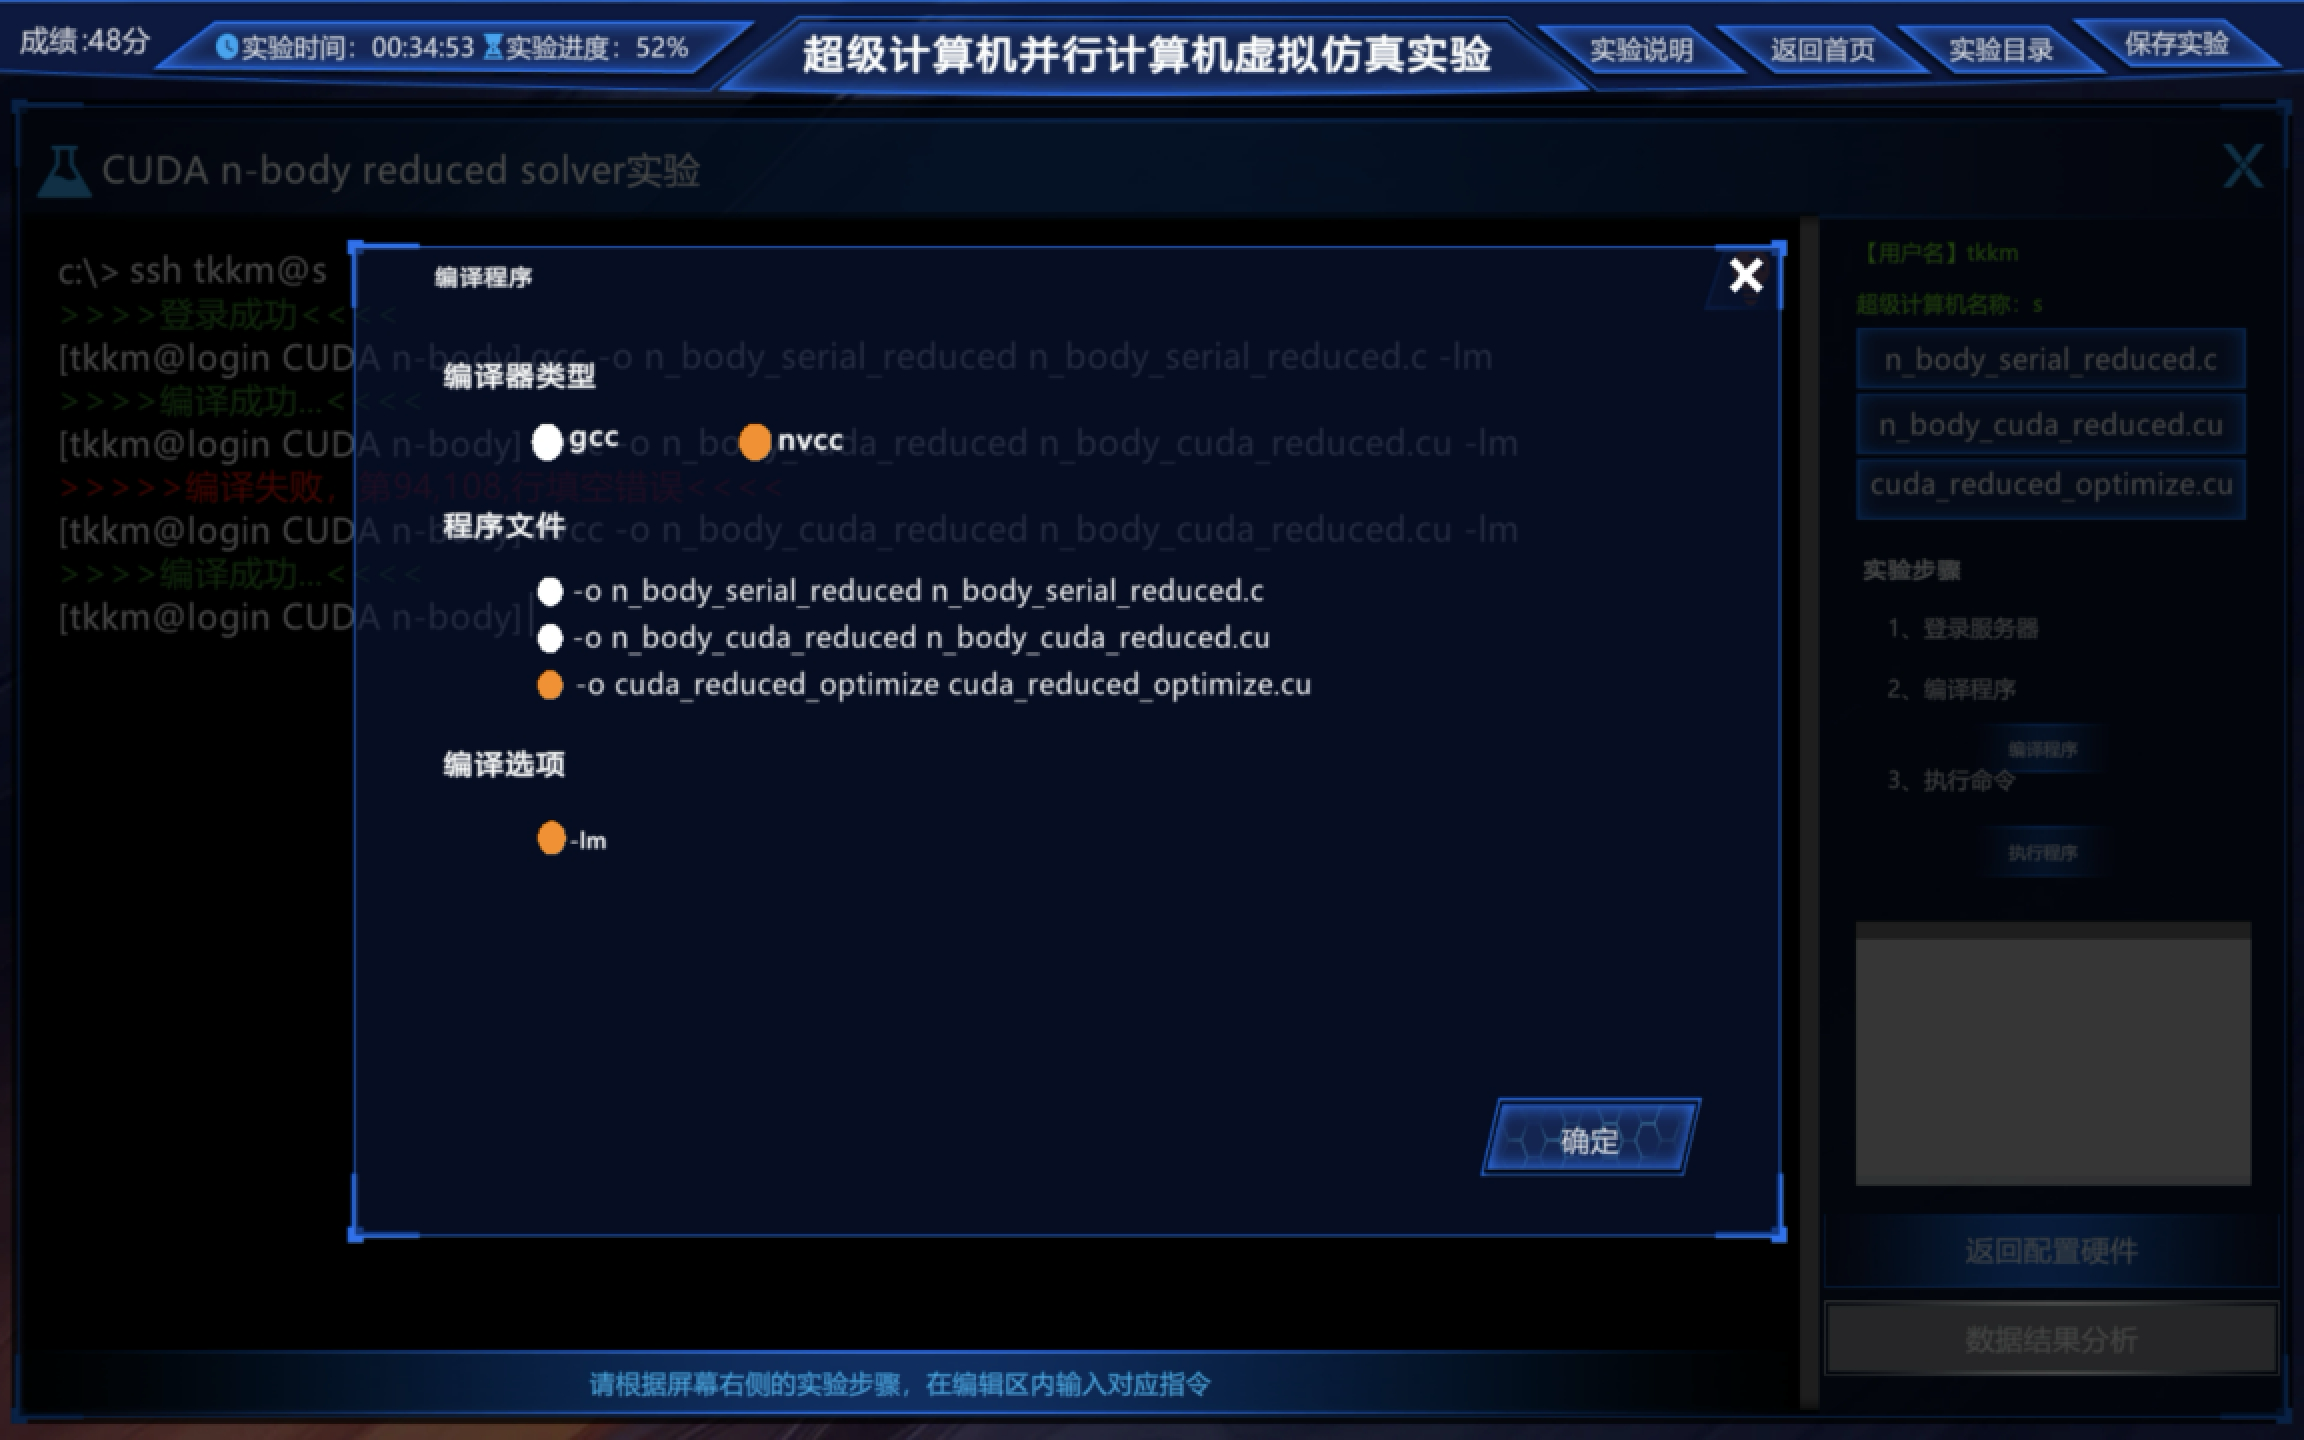 成绩:48分
实验时间：00:34:53 实验进度：52%
超级计算机并行计算机虚拟仿真实验
实验说明
返回首页
实验目录
保存实验
CUDA n-body reduced solver实验
X
c:\> ssh tkkm@s
>>>>登录成功<<<<
[tkkm@login CUDA n-body] gcc -o n_body_serial_reduced n_body_serial_reduced.c -lm
>>>>编译成功...<<<<
[tkkm@login CUDA n-body] -o n_body_cuda_reduced n_body_cuda_reduced.cu -lm
>>>>>编译失败，第94,108,行填空错误<<<<
[tkkm@login CUDA n-body] nvcc -o n_body_cuda_reduced n_body_cuda_reduced.cu -lm
>>>>编译成功...<<<<
[tkkm@login CUDA n-body]
编译程序
编译器类型
gcc
nvcc
程序文件
-o n_body_serial_reduced n_body_serial_reduced.c
-o n_body_cuda_reduced n_body_cuda_reduced.cu
-o cuda_reduced_optimize cuda_reduced_optimize.cu
编译选项
-lm
确定
【用户名】tkkm
超级计算机名称：s
n_body_serial_reduced.c
n_body_cuda_reduced.cu
cuda_reduced_optimize.cu
实验步骤
1、登录服务器
2、编译程序
编译程序
3、执行命令
执行程序
返回配置硬件
数据结果分析
请根据屏幕右侧的实验步骤，在编辑区内输入对应指令